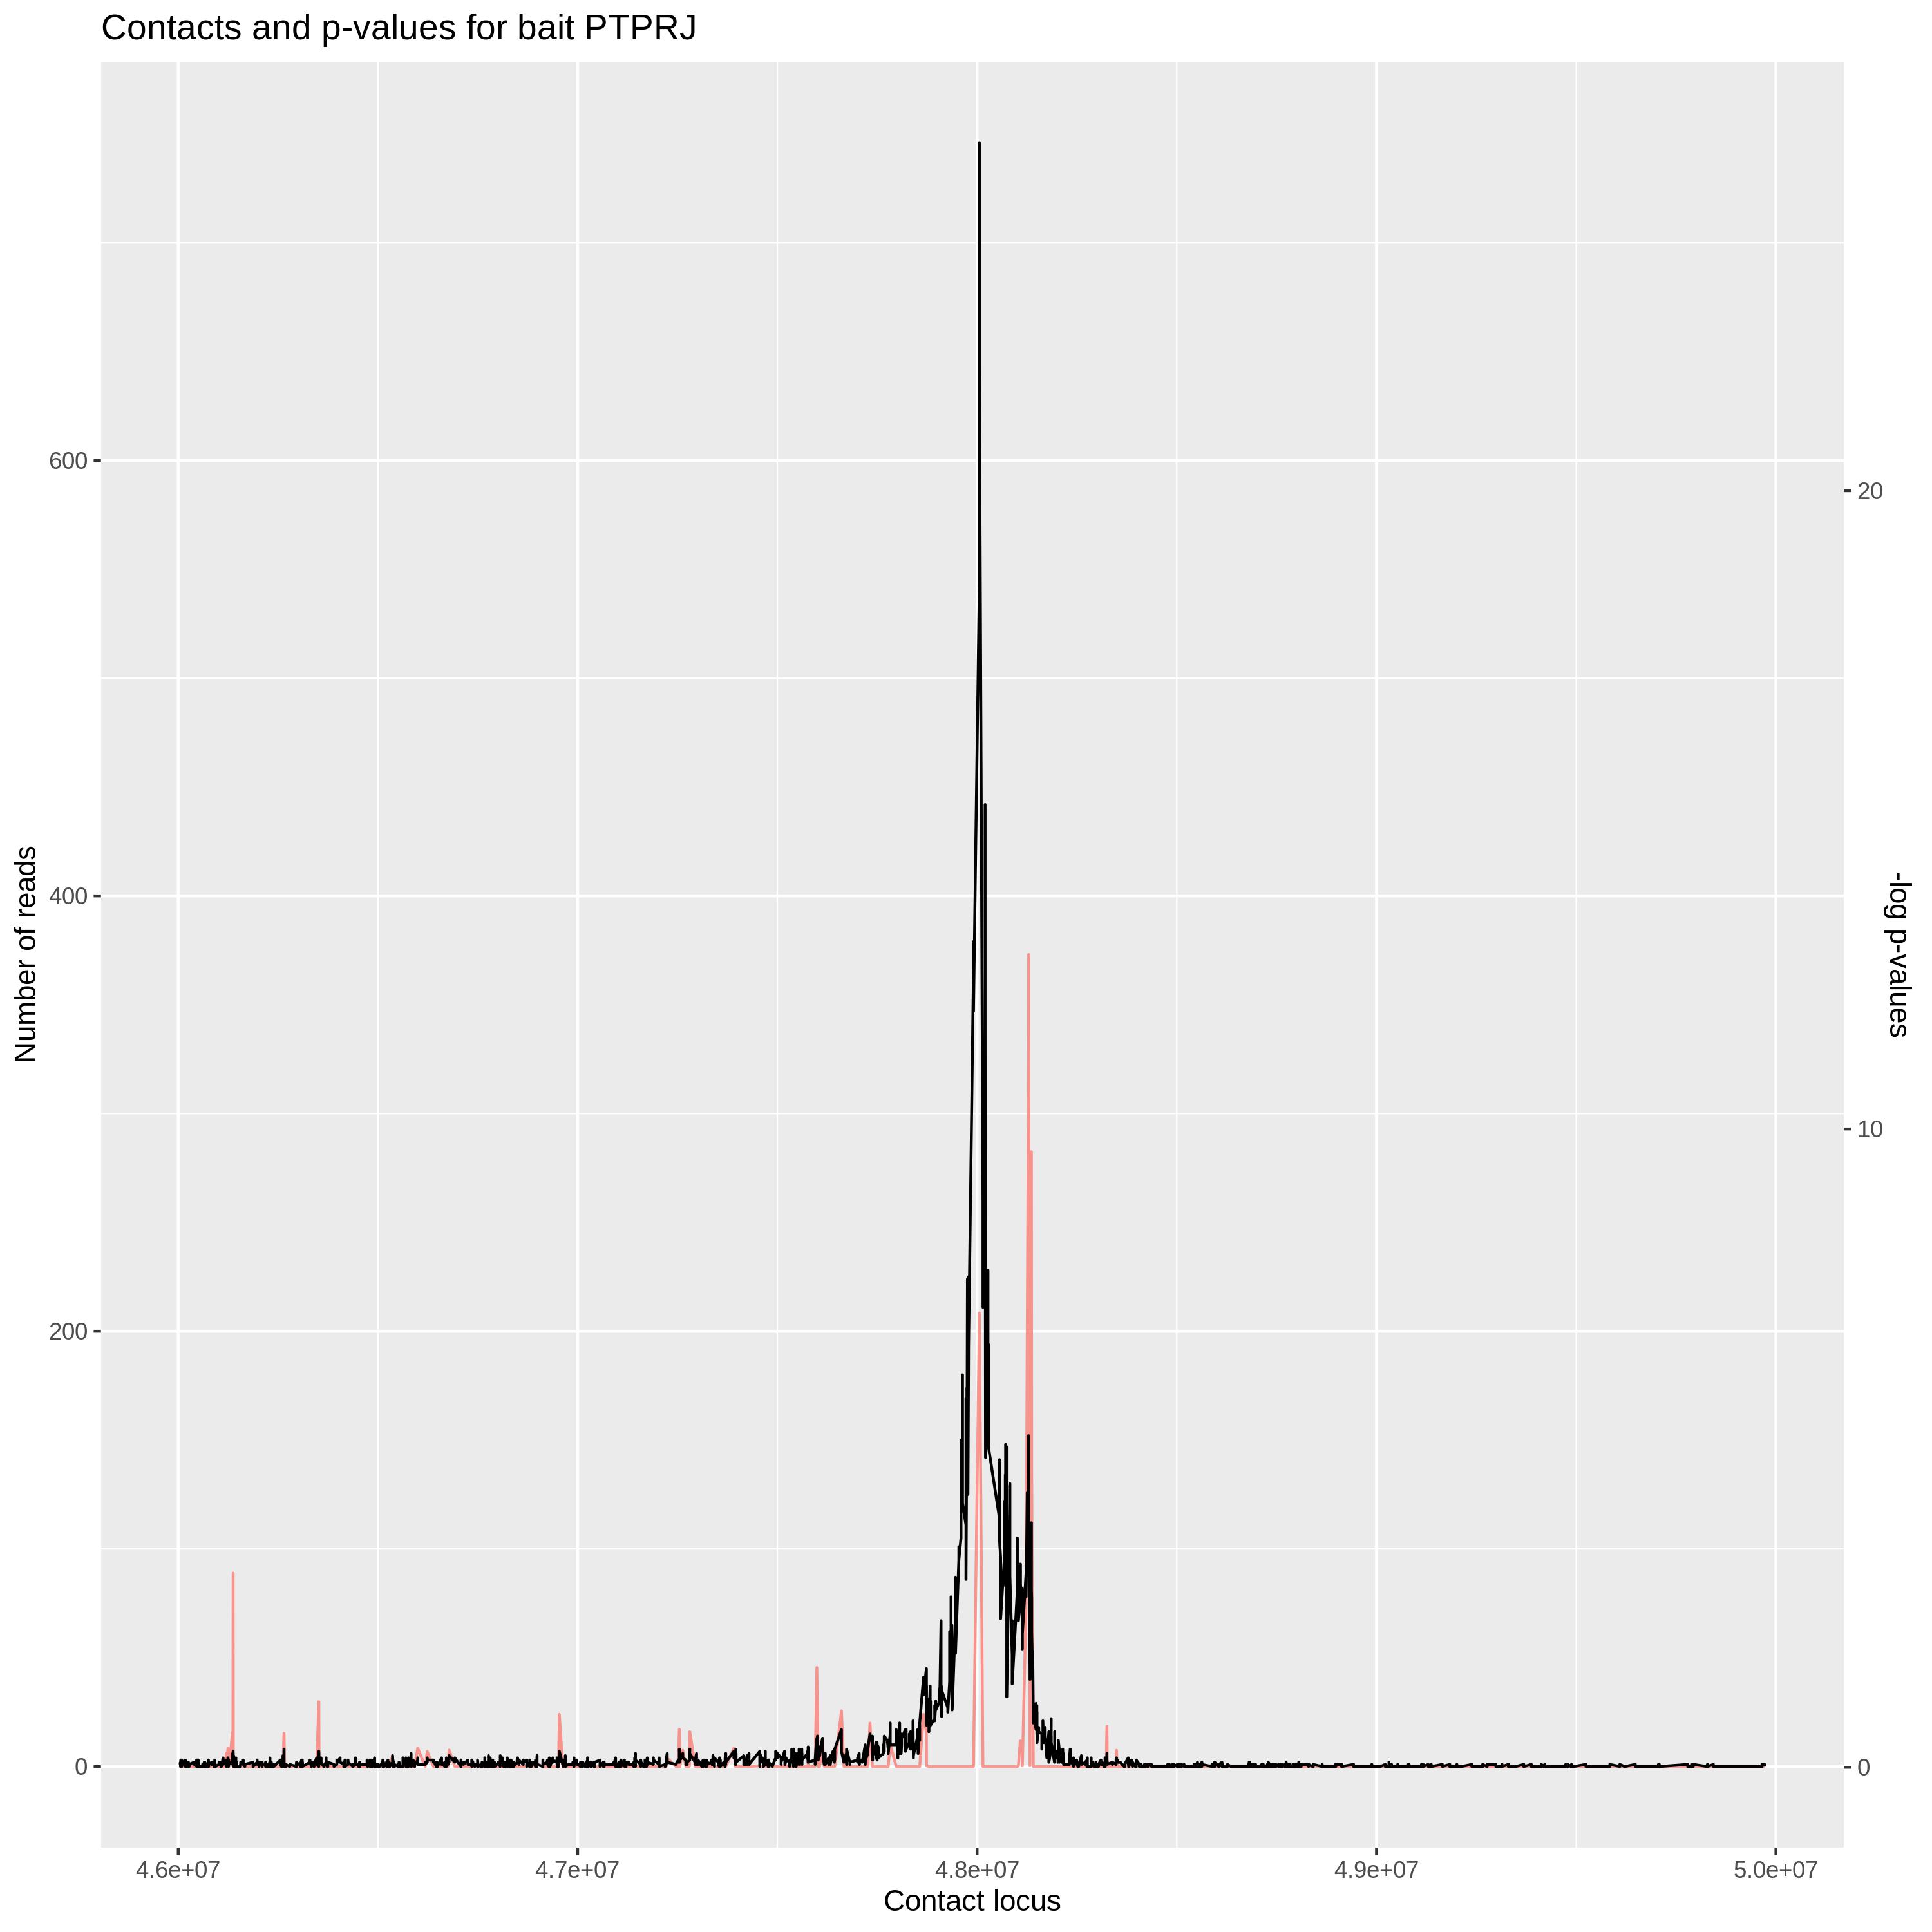 Contacts and p-values for bait PTPRJ
Number of reads
600
400
200
0
20
10
0
-log p-values
4.6e+07 4.7e+07 4.8e+07 4.9e+07 5.0e+07
Contact locus